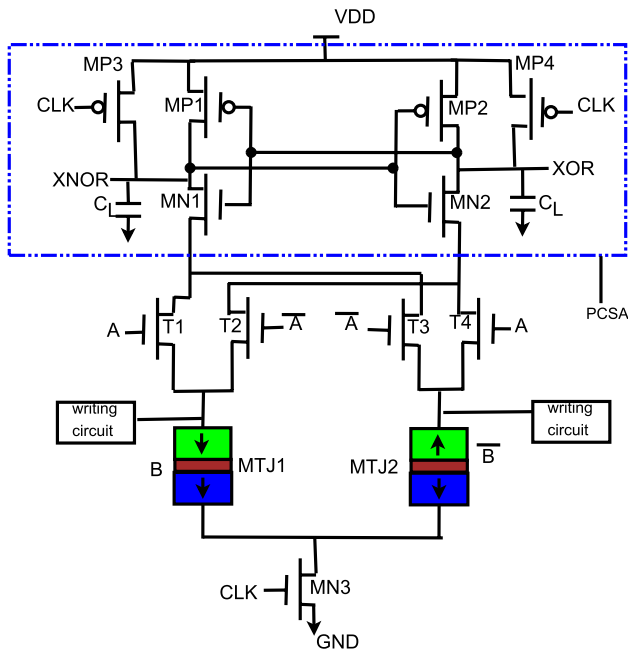 VDD
MP3
MP4
MP1
MP2
CLK
CLK
XNOR
XOR
CL
MN1
MN2
CL
PCSA
A
T1
T2
A̅
A̅
T3
T4
A
writing
circuit
writing
circuit
B
MTJ1
MTJ2
B̅
CLK
MN3
GND